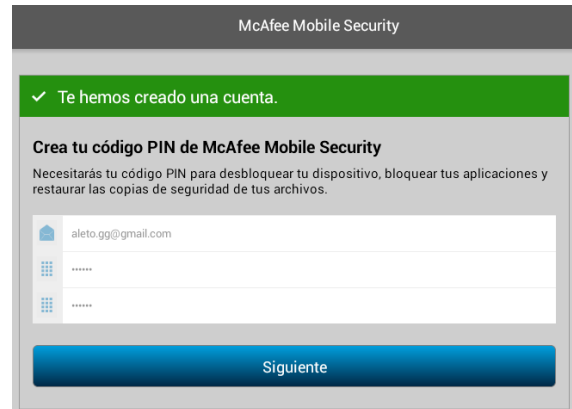 McAfee Mobile Security
Te hemos creado una cuenta.
Crea tu código PIN de McAfee Mobile Security
Necesitarás tu código PIN para desbloquear tu dispositivo, bloquear tus aplicaciones y
restaurar las copias de seguridad de tus archivos.
aleto.gg@gmail.com
••••••
••••••
Siguiente